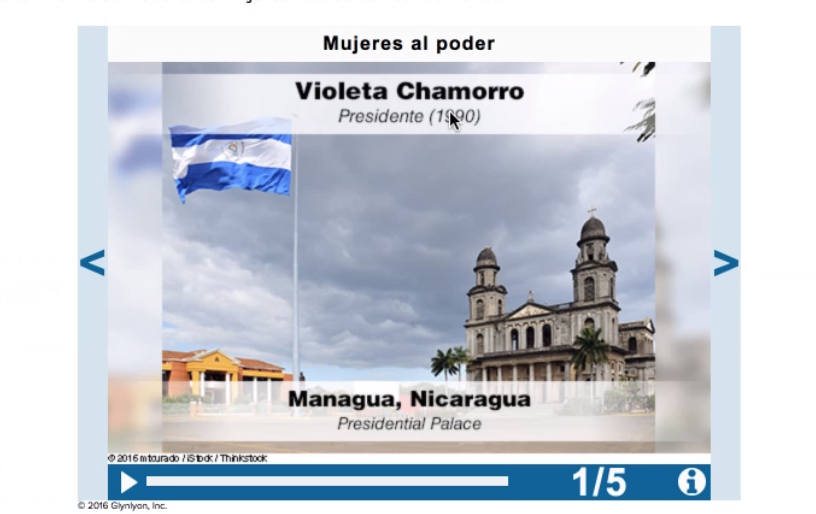 Mujeres al poder
Violeta Chamorro
Presidente (1990)
<
>
Managua, Nicaragua
Presidential Palace
© 2016 mtcurado / iStock / Thinkstock
1/5
© 2016 Glynlyon, Inc.